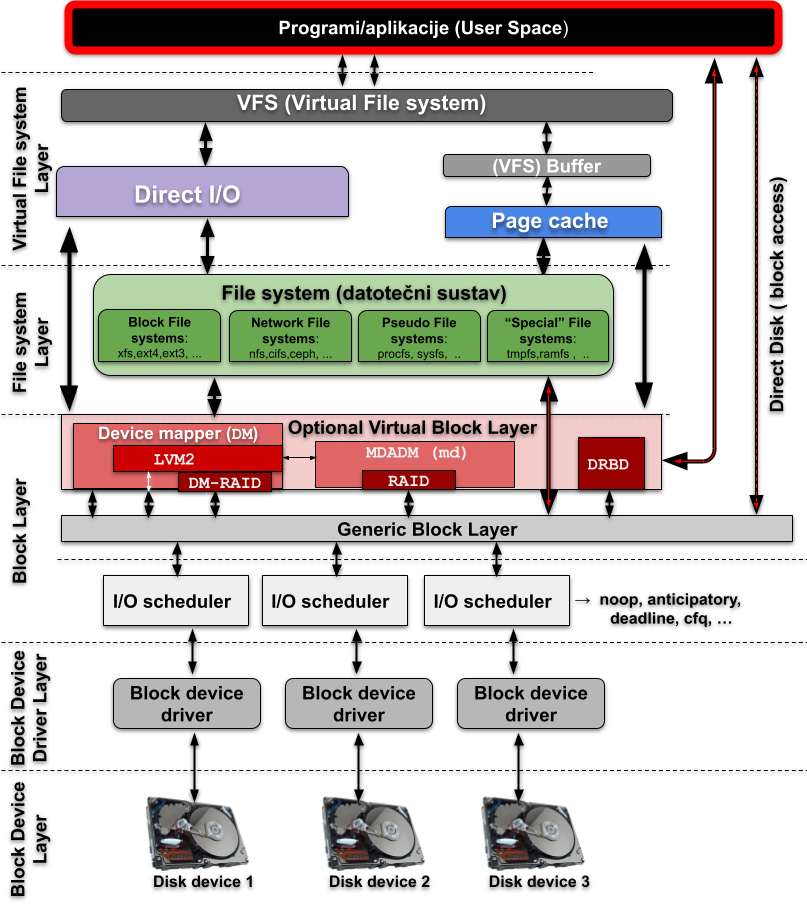 Programi/aplikacije (User Space)
VFS (Virtual File system)
(VFS) Buffer
Direct I/O
Page cache
Virtual File system
Layer
Direct Disk ( block access)
File system (datotečni sustav)
Block File
systems:
xfs,ext4,ext3, ...
Network File
systems:
nfs,cifs,ceph, ...
Pseudo File
systems:
procfs, sysfs, ..
“Special” File
systems:
tmpfs,ramfs , ..
File system
Layer
Optional Virtual Block Layer
Device mapper (DM)
LVM2
DM-RAID
MDADM (md)
RAID
DRBD
Generic Block Layer
Block Layer
I/O scheduler
I/O scheduler
I/O scheduler
→ noop, anticipatory,
deadline, cfq, ...
Block device
driver
Block device
driver
Block device
driver
Block Device
Driver Layer
Block Device
Layer
Disk device 1
Disk device 2
Disk device 3